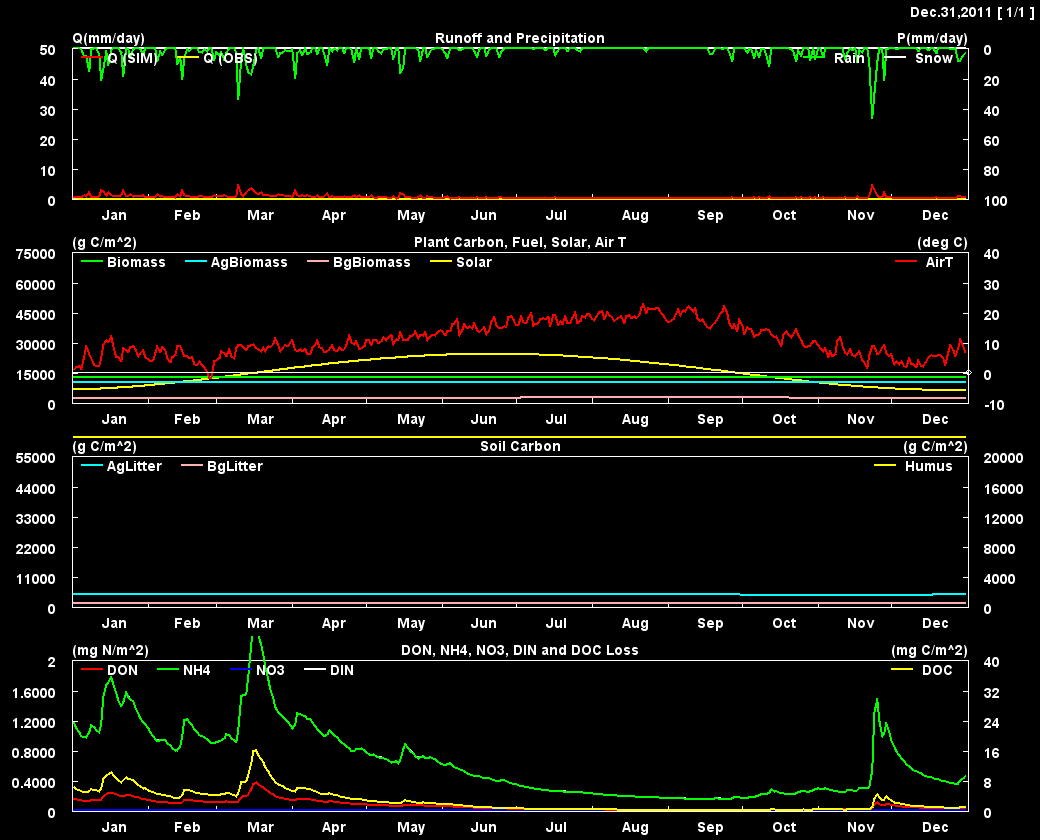 Dec.31,2011 [ 1/1 ]
Q(mm/day) Runoff and Precipitation P(mm/day)
50 0
Q (SIM) Q (OBS) Rain Snow
40 20
30 40
20 60
10 80
0 100
Jan Feb Mar Apr May Jun Jul Aug Sep Oct Nov Dec
(g C/m^2) Plant Carbon, Fuel, Solar, Air T (deg C)
75000 40
Biomass AgBiomass BgBiomass Solar AirT
60000 30
45000 20
30000 10
15000 0
0 -10
Jan Feb Mar Apr May Jun Jul Aug Sep Oct Nov Dec
(g C/m^2) Soil Carbon (g C/m^2)
55000 20000
AgLitter BgLitter Humus
44000 16000
33000 12000
22000 8000
11000 4000
0 0
Jan Feb Mar Apr May Jun Jul Aug Sep Oct Nov Dec
(mg N/m^2) DON, NH4, NO3, DIN and DOC Loss (mg C/m^2)
2 40
DON NH4 NO3 DIN DOC
1.6000 32
1.2000 24
0.8000 16
0.4000 8
0 0
Jan Feb Mar Apr May Jun Jul Aug Sep Oct Nov Dec